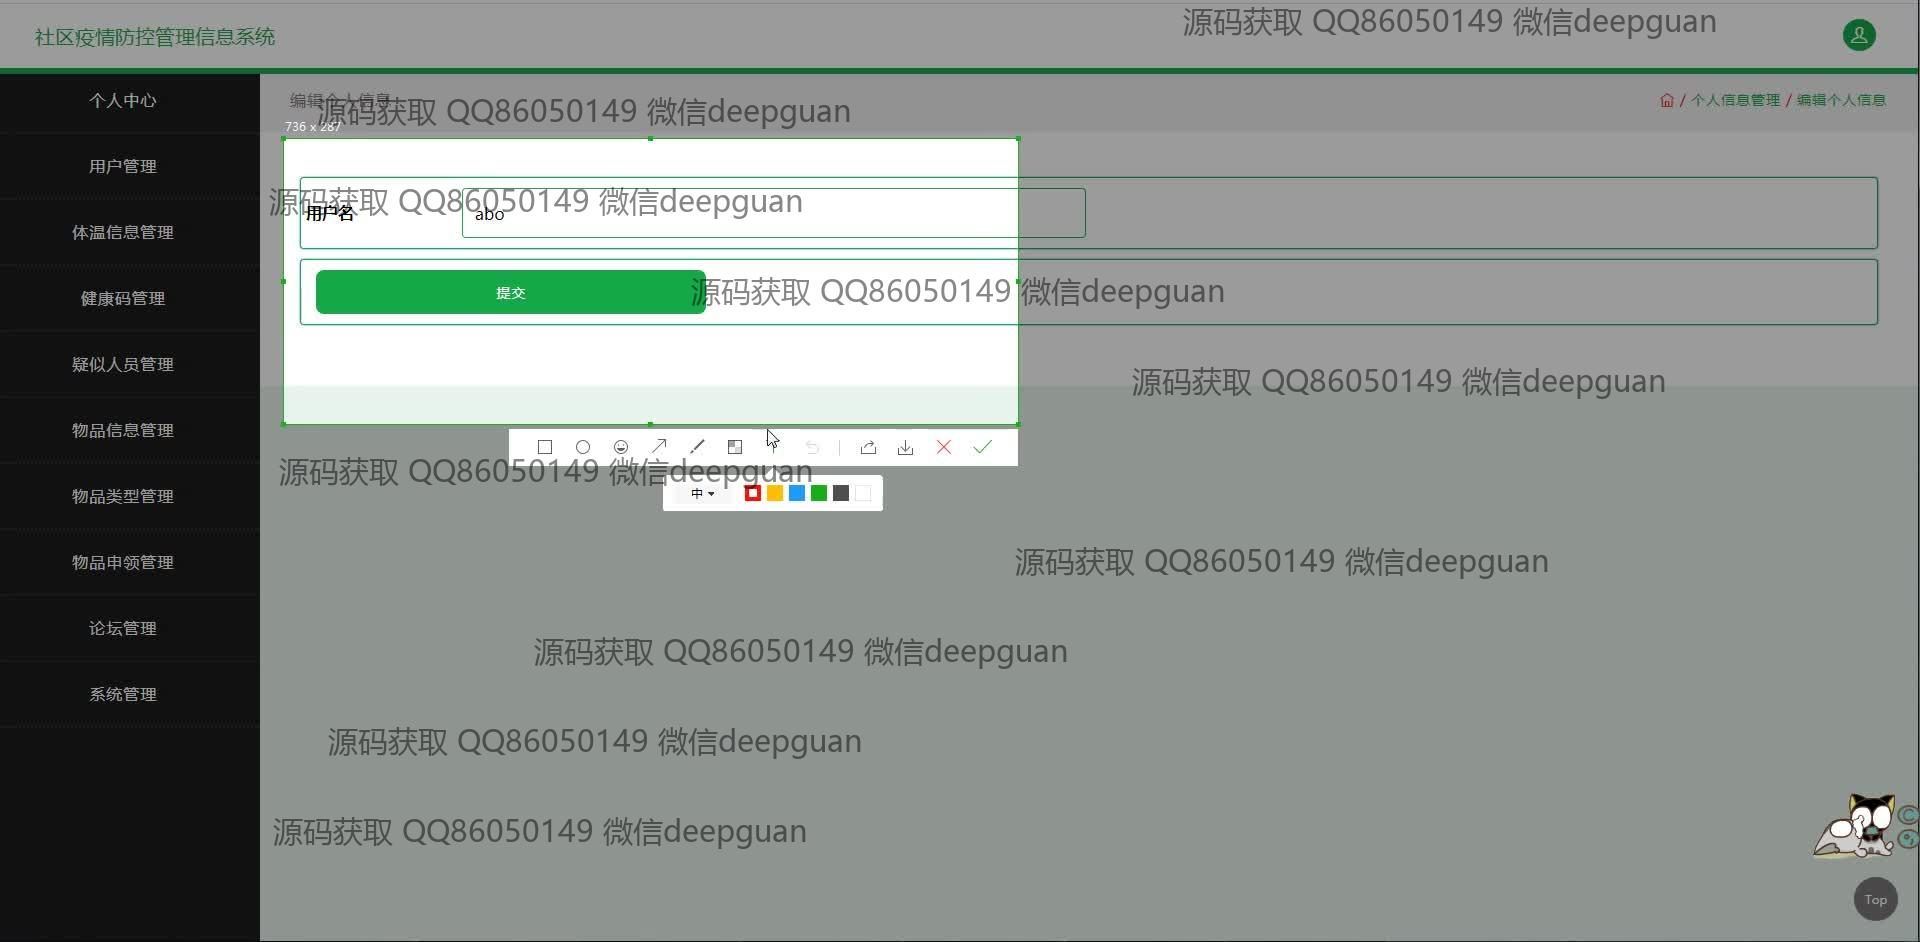 源码获取 QQ86050149 微信deepguan
社区疫情防控管理信息系统
个人中心
用户管理
体温信息管理
健康码管理
疑似人员管理
物品信息管理
物品类型管理
物品申领管理
论坛管理
系统管理
编辑个人信息
/ 个人信息管理 / 编辑个人信息
源码获取 QQ86050149 微信deepguan
736 x 287
源码获取 QQ86050149 微信deepguan
用户名
abo
提交
源码获取 QQ86050149 微信deepguan
源码获取 QQ86050149 微信deepguan
源码获取 QQ86050149 微信deepguan
中
源码获取 QQ86050149 微信deepguan
源码获取 QQ86050149 微信deepguan
源码获取 QQ86050149 微信deepguan
源码获取 QQ86050149 微信deepguan
Top